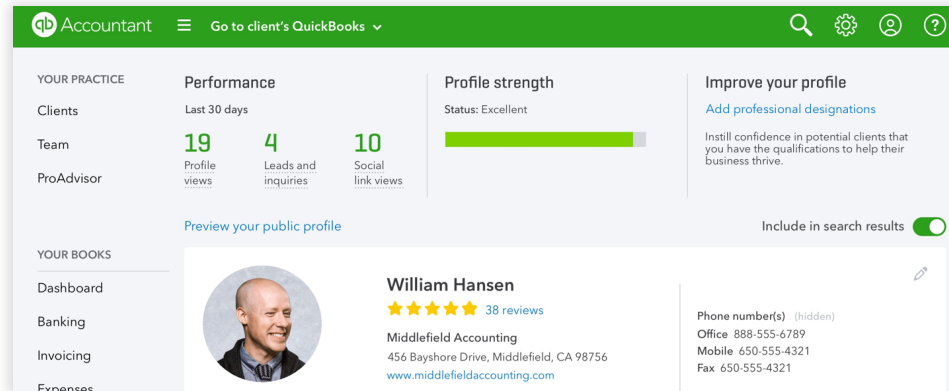 qb Accountant
Go to client's QuickBooks
YOUR PRACTICE
Clients
Team
ProAdvisor
YOUR BOOKS
Dashboard
Banking
Invoicing
Expenses
Performance
Last 30 days
19
Profile
views
4
Leads and
inquiries
10
Social
link views
Profile strength
Status: Excellent
Improve your profile
Add professional designations
Instill confidence in potential clients that
you have the qualifications to help their
business thrive.
Preview your public profile
Include in search results
William Hansen
38 reviews
Middlefield Accounting
456 Bayshore Drive, Middlefield, CA 98756
www.middlefieldaccounting.com
Phone number(s) (hidden)
Office 888-555-6789
Mobile 650-555-4321
Fax 650-555-4321